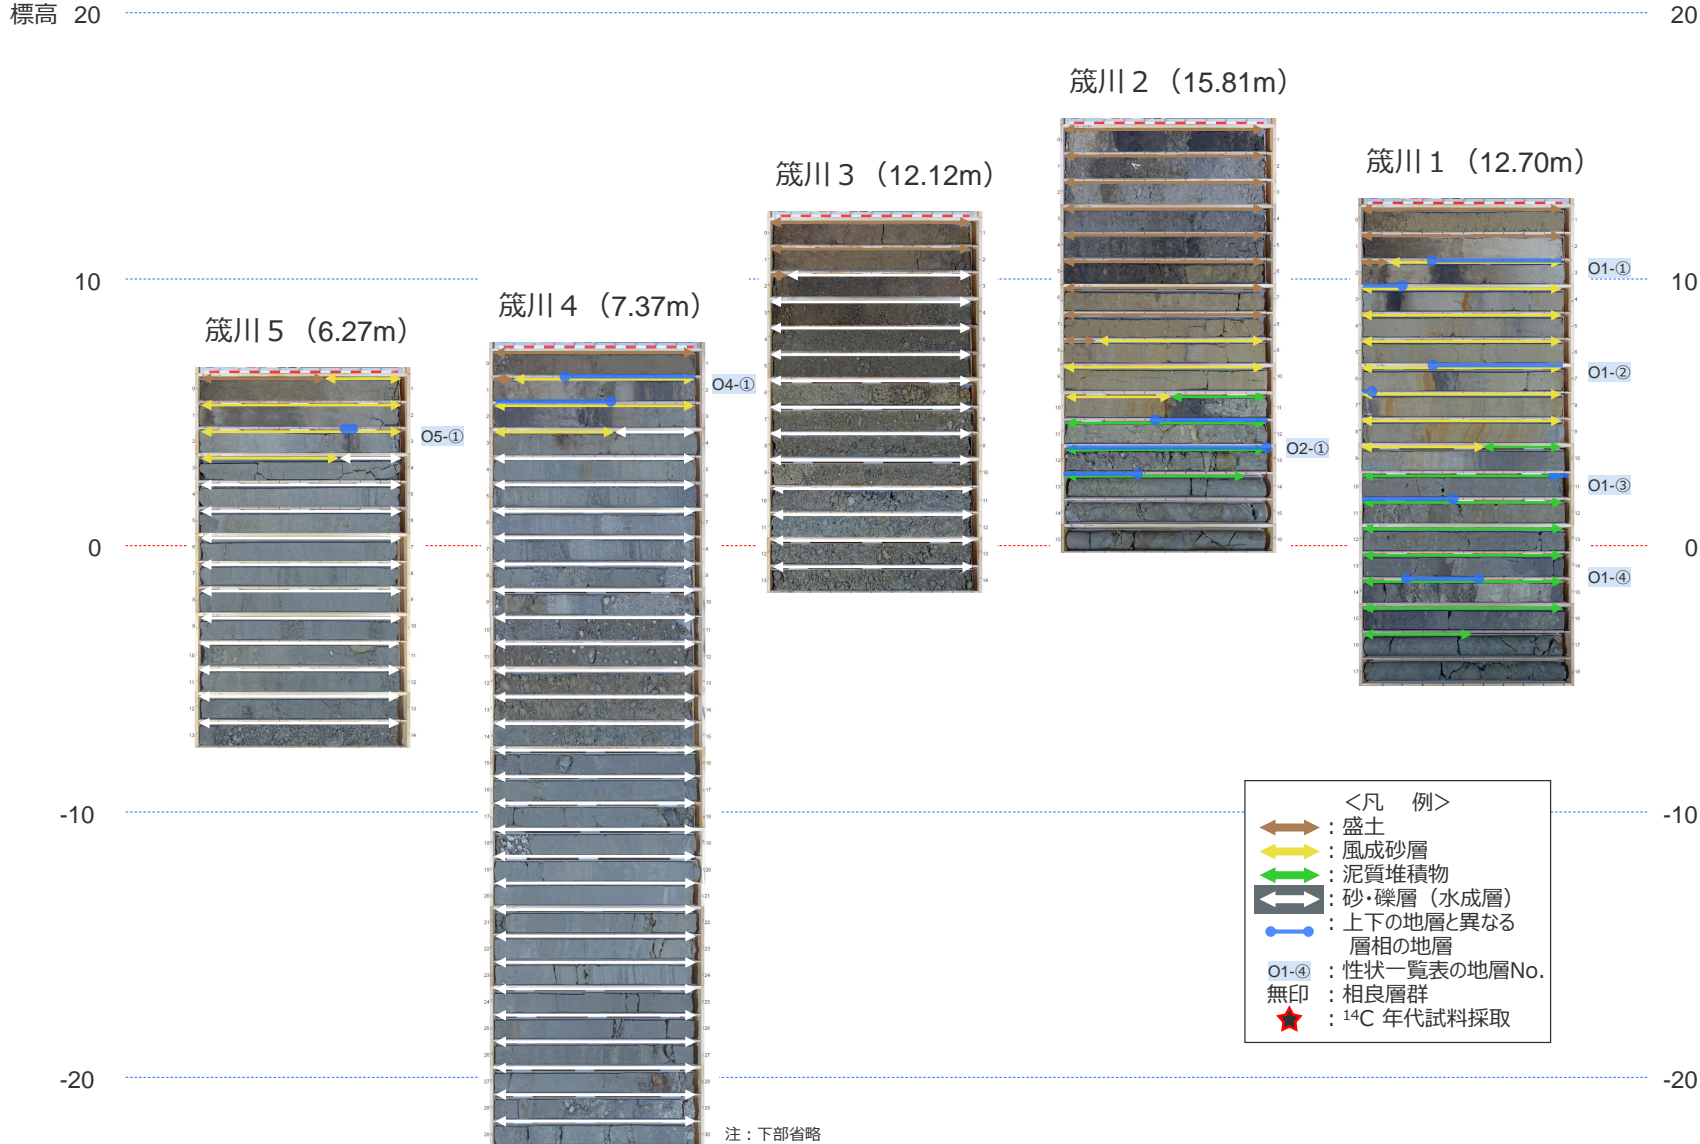 標高 20
20
筬川２（15.81m）
筬川３（12.12m）
筬川１（12.70m）
O1-①
10
10
筬川４（7.37m）
筬川５（6.27m）
O4-①
O1-②
O5-①
O2-①
O1-③
0
0
O1-④
-10
-10
＜凡　例＞
：盛土
：風成砂層
：泥質堆積物
：砂・礫層（水成層）
：上下の地層と異なる
層相の地層
O1-④ ：性状一覧表の地層No.
無印 ：相良層群
：¹⁴C 年代試料採取
-20
-20
注：下部省略